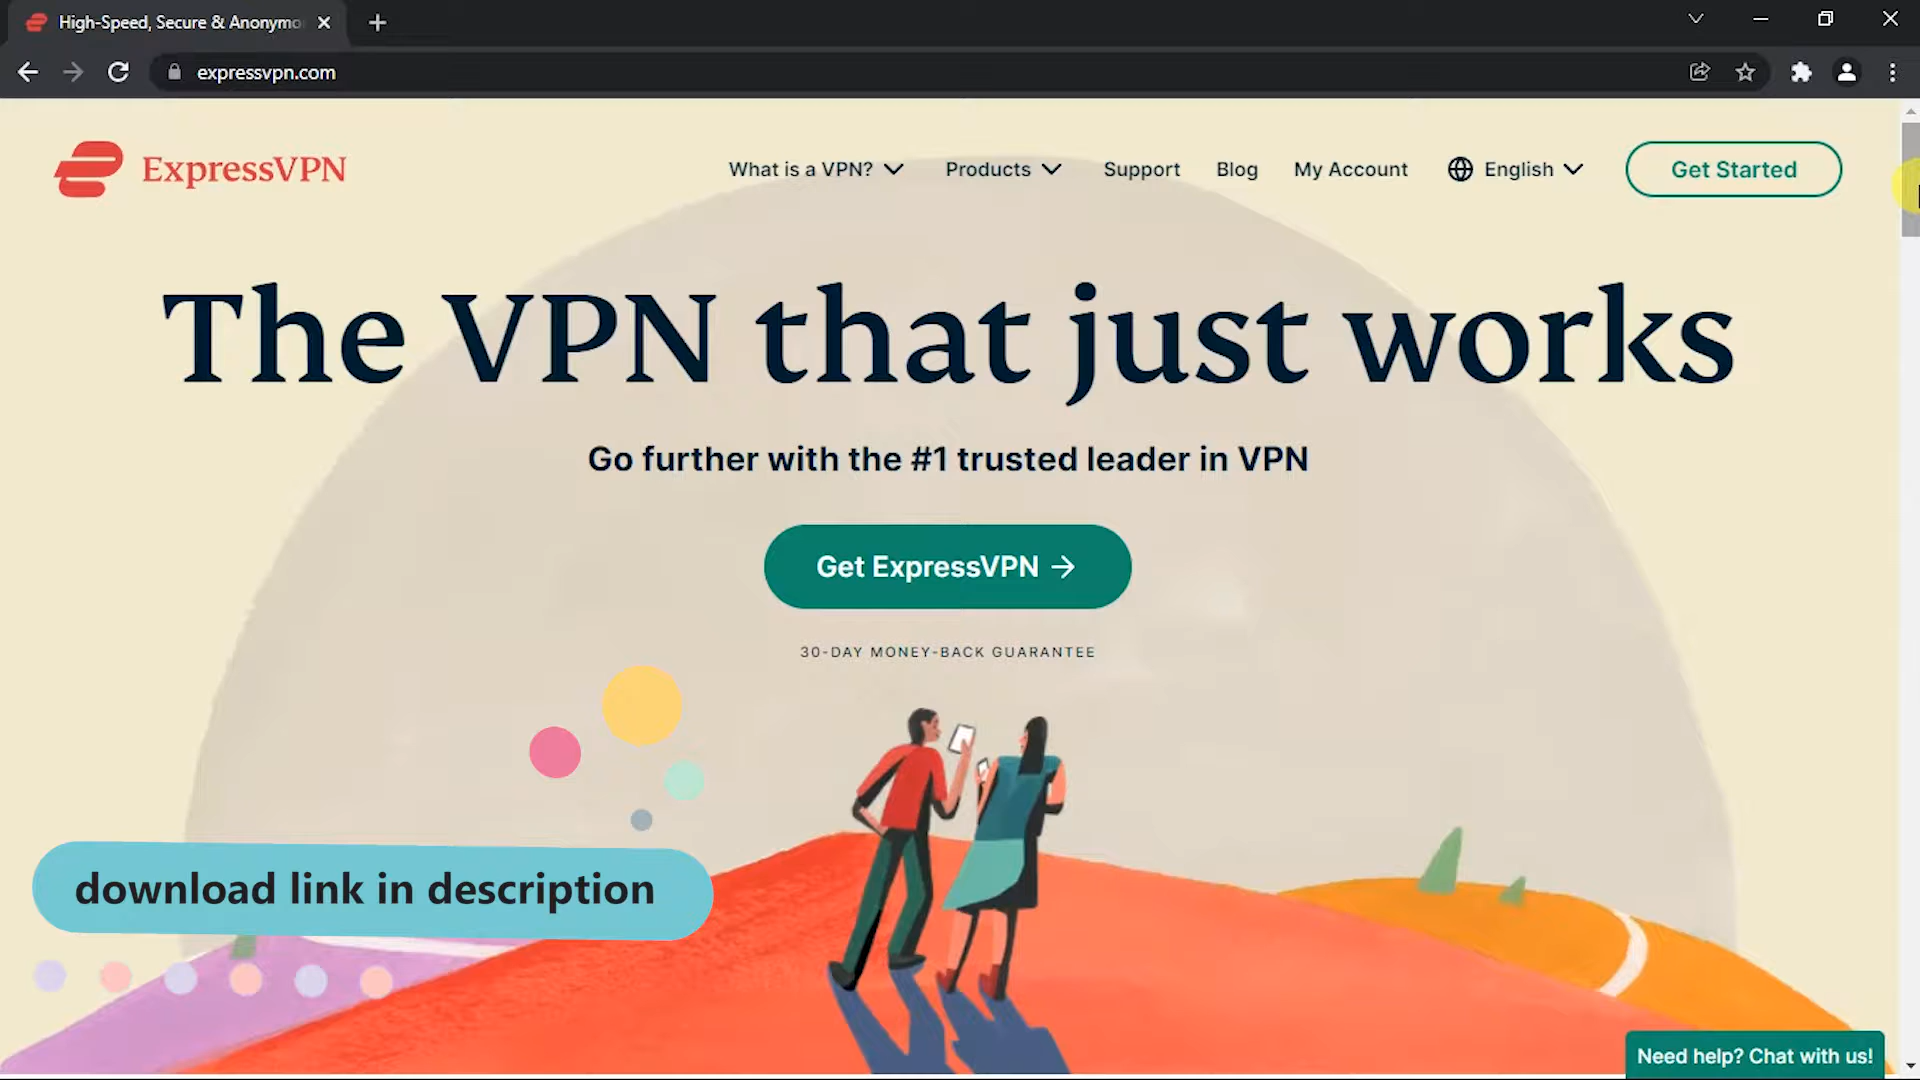 High-Speed, Secure & Anonymo
expressvpn.com
ExpressVPN
What is a VPN?
Products
Support
Blog
My Account
English
Get Started
The VPN that just works
Go further with the #1 trusted leader in VPN
Get ExpressVPN →
30-DAY MONEY-BACK GUARANTEE
download link in description
Need help? Chat with us!